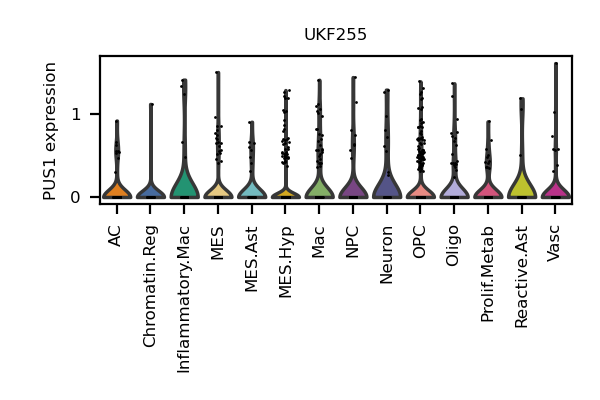 UKF255
PUS1 expression
1
0
AC
Chromatin.Reg
Inflammatory.Mac
MES
MES.Ast
MES.Hyp
Mac
NPC
Neuron
OPC
Oligo
Prolif.Metab
Reactive.Ast
Vasc